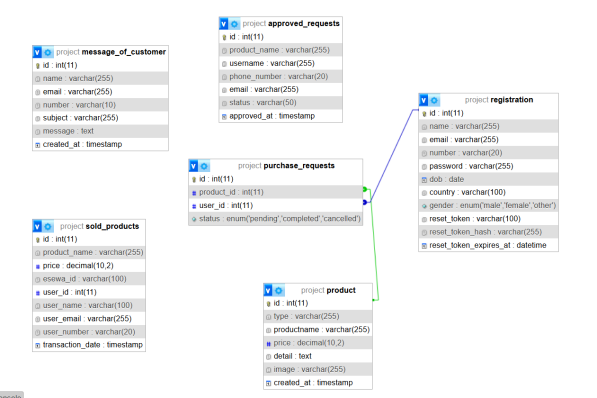 project approved_requests
id : int(11)
product_name : varchar(255)
username : varchar(255)
phone_number : varchar(20)
email : varchar(255)
status : varchar(50)
approved_at : timestamp
project message_of_customer
id : int(11)
name : varchar(255)
email : varchar(255)
number : varchar(10)
subject : varchar(255)
message : text
created_at : timestamp
project registration
id : int(11)
name : varchar(255)
email : varchar(255)
number : varchar(20)
password : varchar(255)
dob : date
country : varchar(100)
gender : enum('male','female','other')
reset_token : varchar(100)
reset_token_hash : varchar(255)
reset_token_expires_at : datetime
project purchase_requests
id : int(11)
product_id : int(11)
user_id : int(11)
status : enum('pending','completed','cancelled')
project sold_products
id : int(11)
product_name : varchar(255)
price : decimal(10,2)
esewa_id : varchar(100)
user_id : int(11)
user_name : varchar(100)
user_email : varchar(255)
user_number : varchar(20)
transaction_date : timestamp
project product
id : int(11)
type : varchar(255)
productname : varchar(255)
price : decimal(10,2)
detail : text
image : varchar(255)
created_at : timestamp